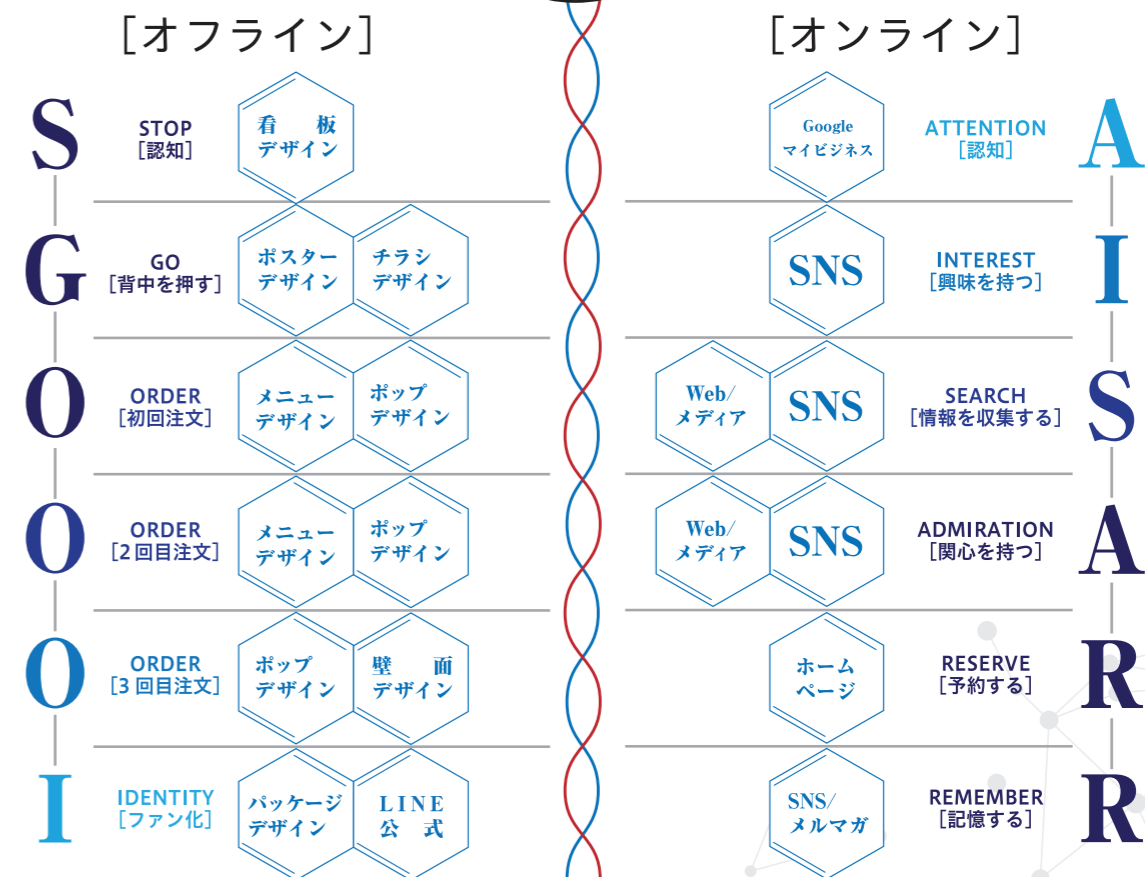 ［オフライン］
S
STOP
［認知］
看 板
デザイン
G
GO
［背中を押す］
ポスター
デザイン
チラシ
デザイン
O
ORDER
［初回注文］
メニュー
デザイン
ポップ
デザイン
O
ORDER
［2回目注文］
メニュー
デザイン
ポップ
デザイン
O
ORDER
［3回目注文］
ポップ
デザイン
壁 面
デザイン
I
IDENTITY
［ファン化］
パッケージ
デザイン
LINE
公 式
［オンライン］
Google
マイビジネス
ATTENTION
［認知］
A
SNS
INTEREST
［興味を持つ］
I
Web/
メディア
SNS
SEARCH
［情報を収集する］
S
Web/
メディア
SNS
ADMIRATION
［関心を持つ］
A
ホーム
ページ
RESERVE
［予約する］
R
SNS/
メルマガ
REMEMBER
［記憶する］
R